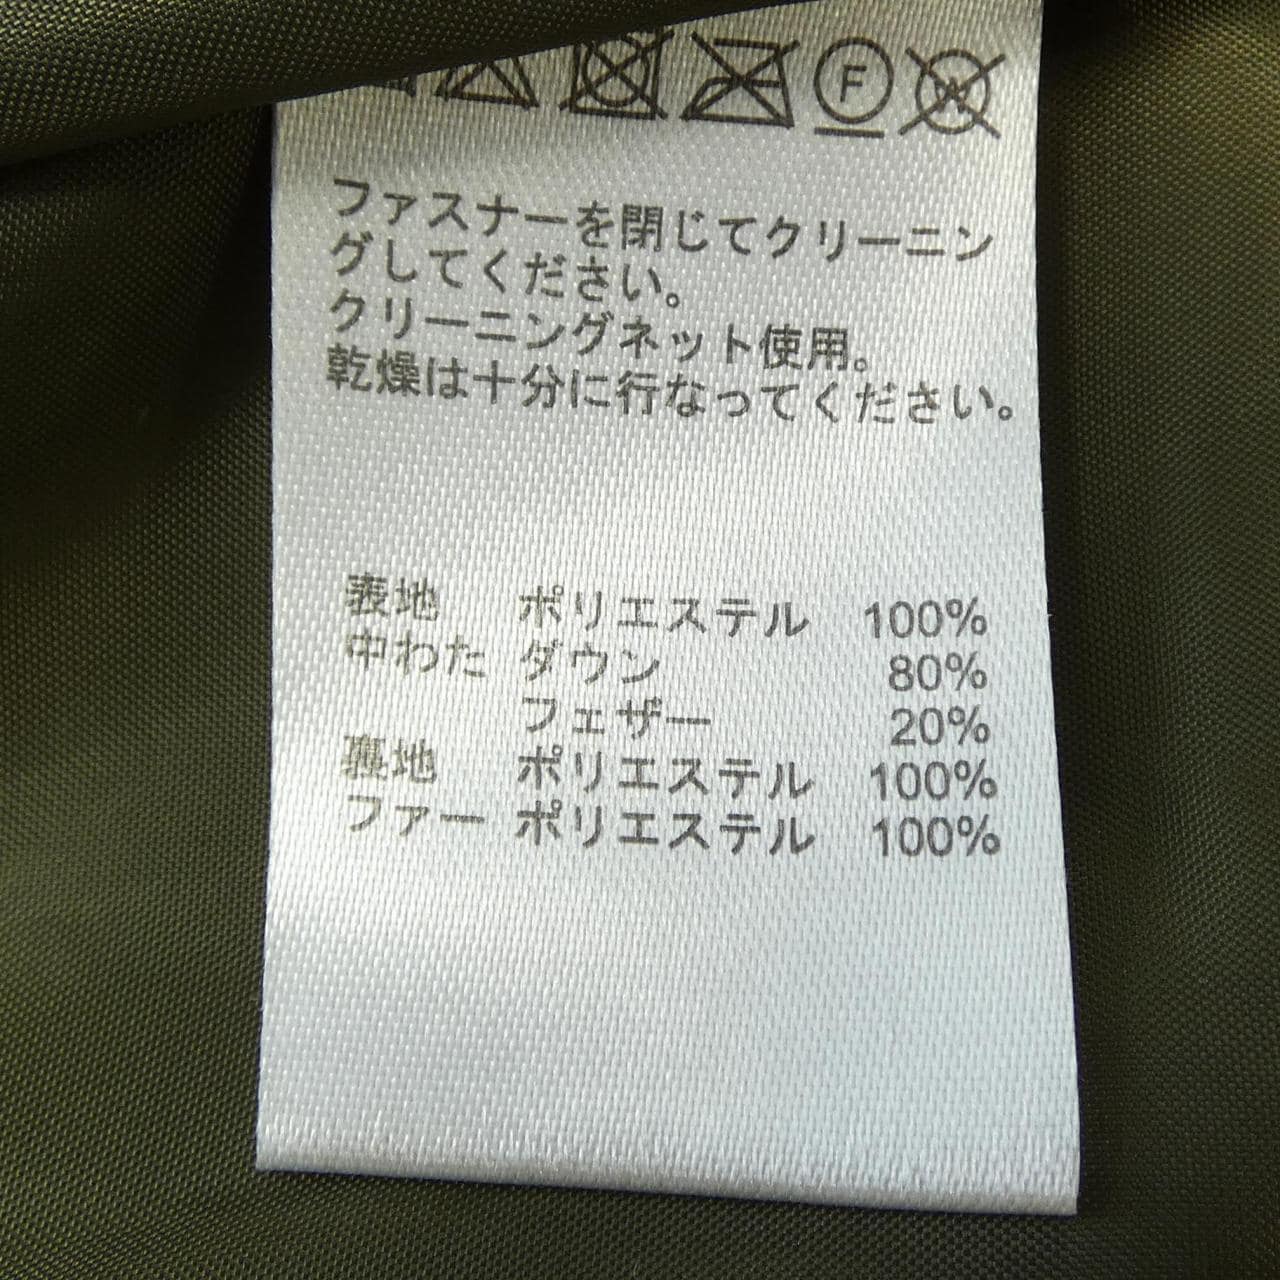 F W
ファスナーを閉じてクリーニン
グしてください。
クリーニングネット使用。
乾燥は十分に行なってください。
表地 ポリエステル 100%
中わた ダウン 80%
フェザー 20%
裏地 ポリエステル 100%
ファー ポリエステル 100%